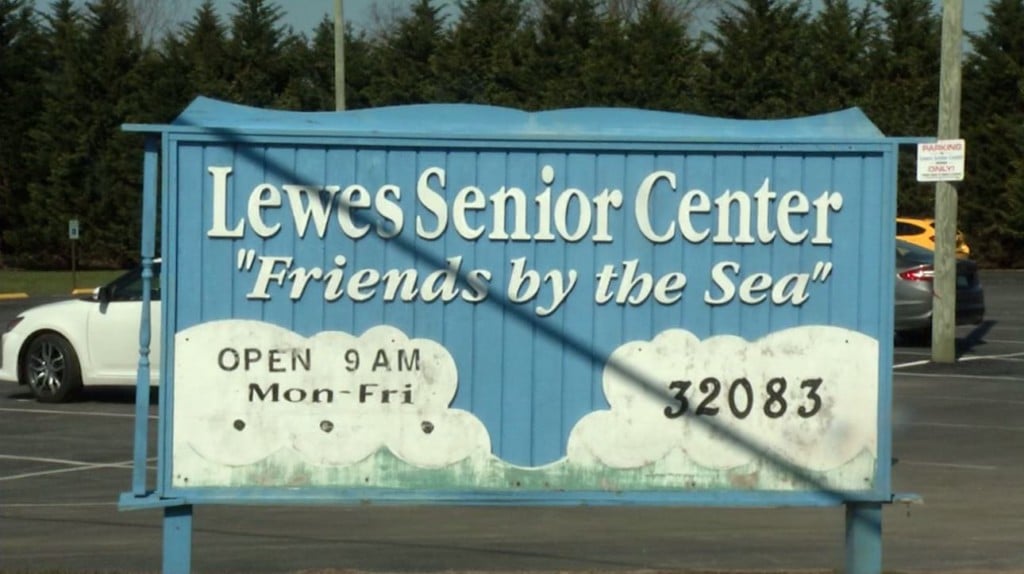 Lewes Senior Center
"Friends by the Sea"
OPEN 9 AM
Mon-Fri
32083
PARKING
ONLY!